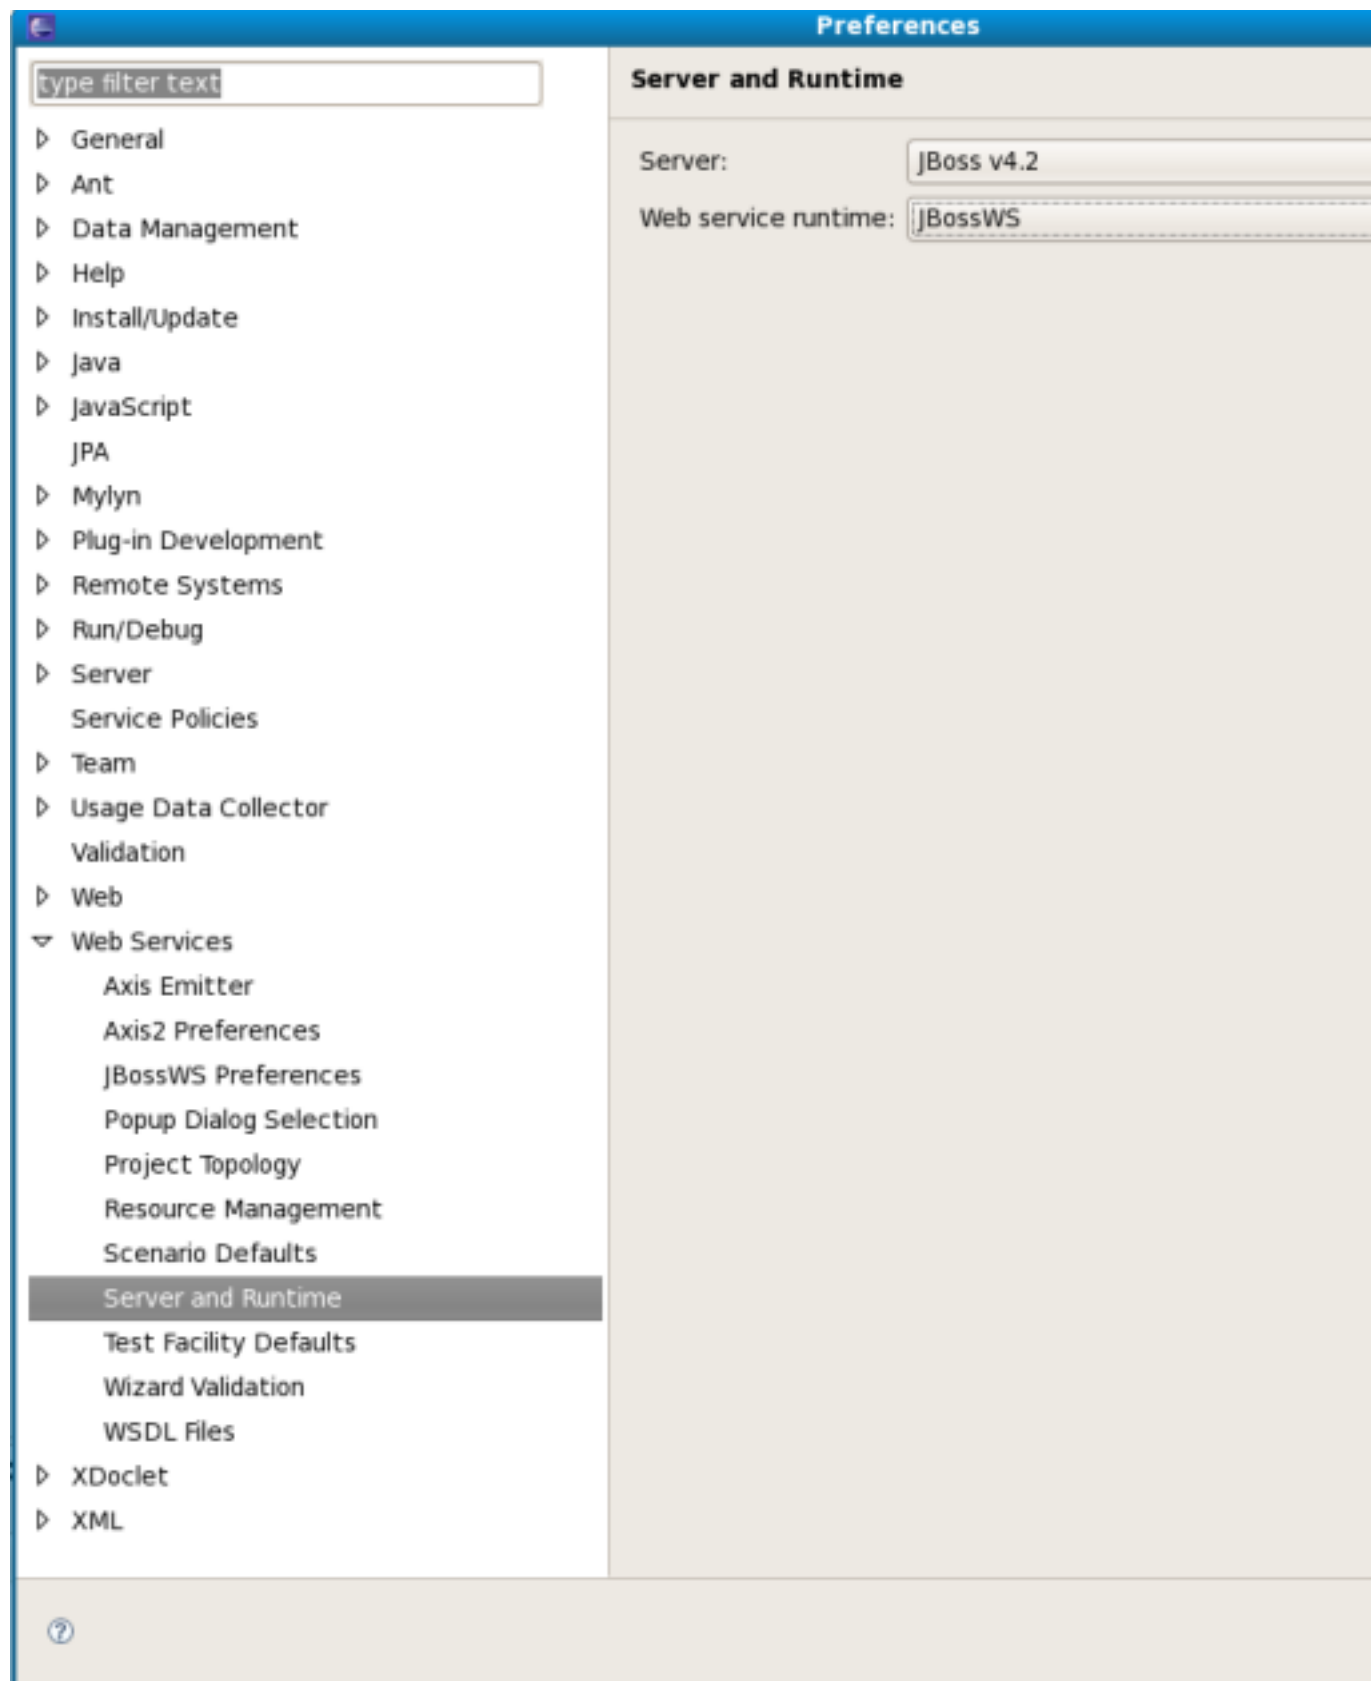 Preferences
type filter text
Server and Runtime
General
Server: JBoss v4.2
Ant
Web service runtime: JBossWS
Data Management
Help
Install/Update
Java
JavaScript
JPA
Mylyn
Plug-in Development
Remote Systems
Run/Debug
Server
Service Policies
Team
Usage Data Collector
Validation
Web
Web Services
Axis Emitter
Axis2 Preferences
JBossWS Preferences
Popup Dialog Selection
Project Topology
Resource Management
Scenario Defaults
Server and Runtime
Test Facility Defaults
Wizard Validation
WSDL Files
XDoclet
XML
?